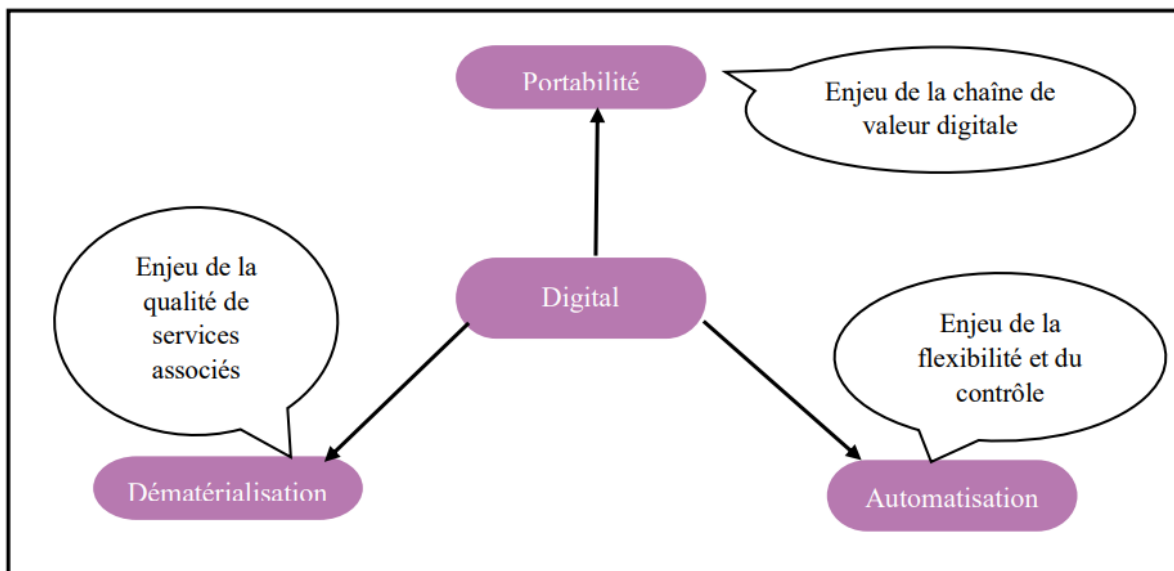 Portabilité
Enjeu de la chaîne de
valeur digitale
Enjeu de la
qualité de
services
associés
Digital
Enjeu de la
flexibilité et du
contrôle
Dématérialisation
Automatisation